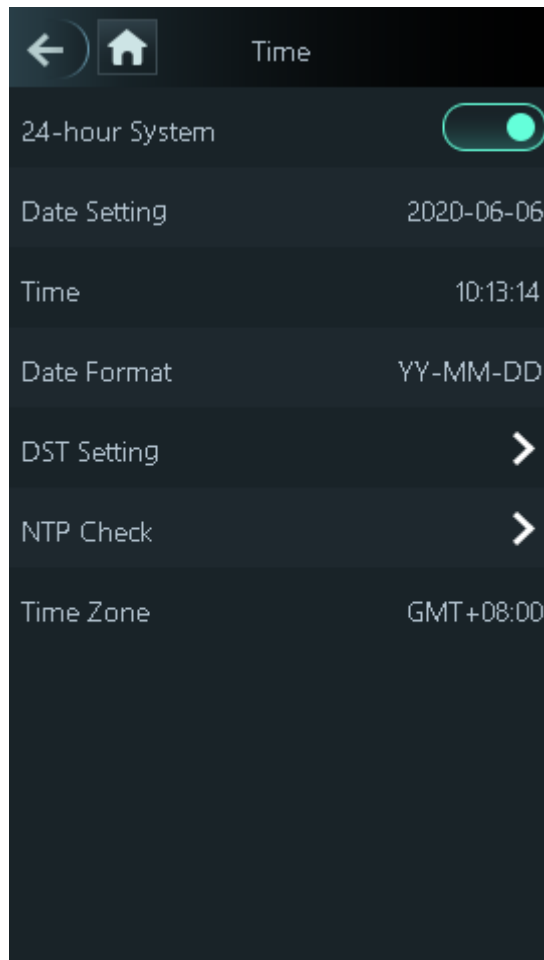 Time
24-hour System
Date Setting 2020-06-06
Time 10:13:14
Date Format YY-MM-DD
DST Setting
NTP Check
Time Zone GMT+08:00